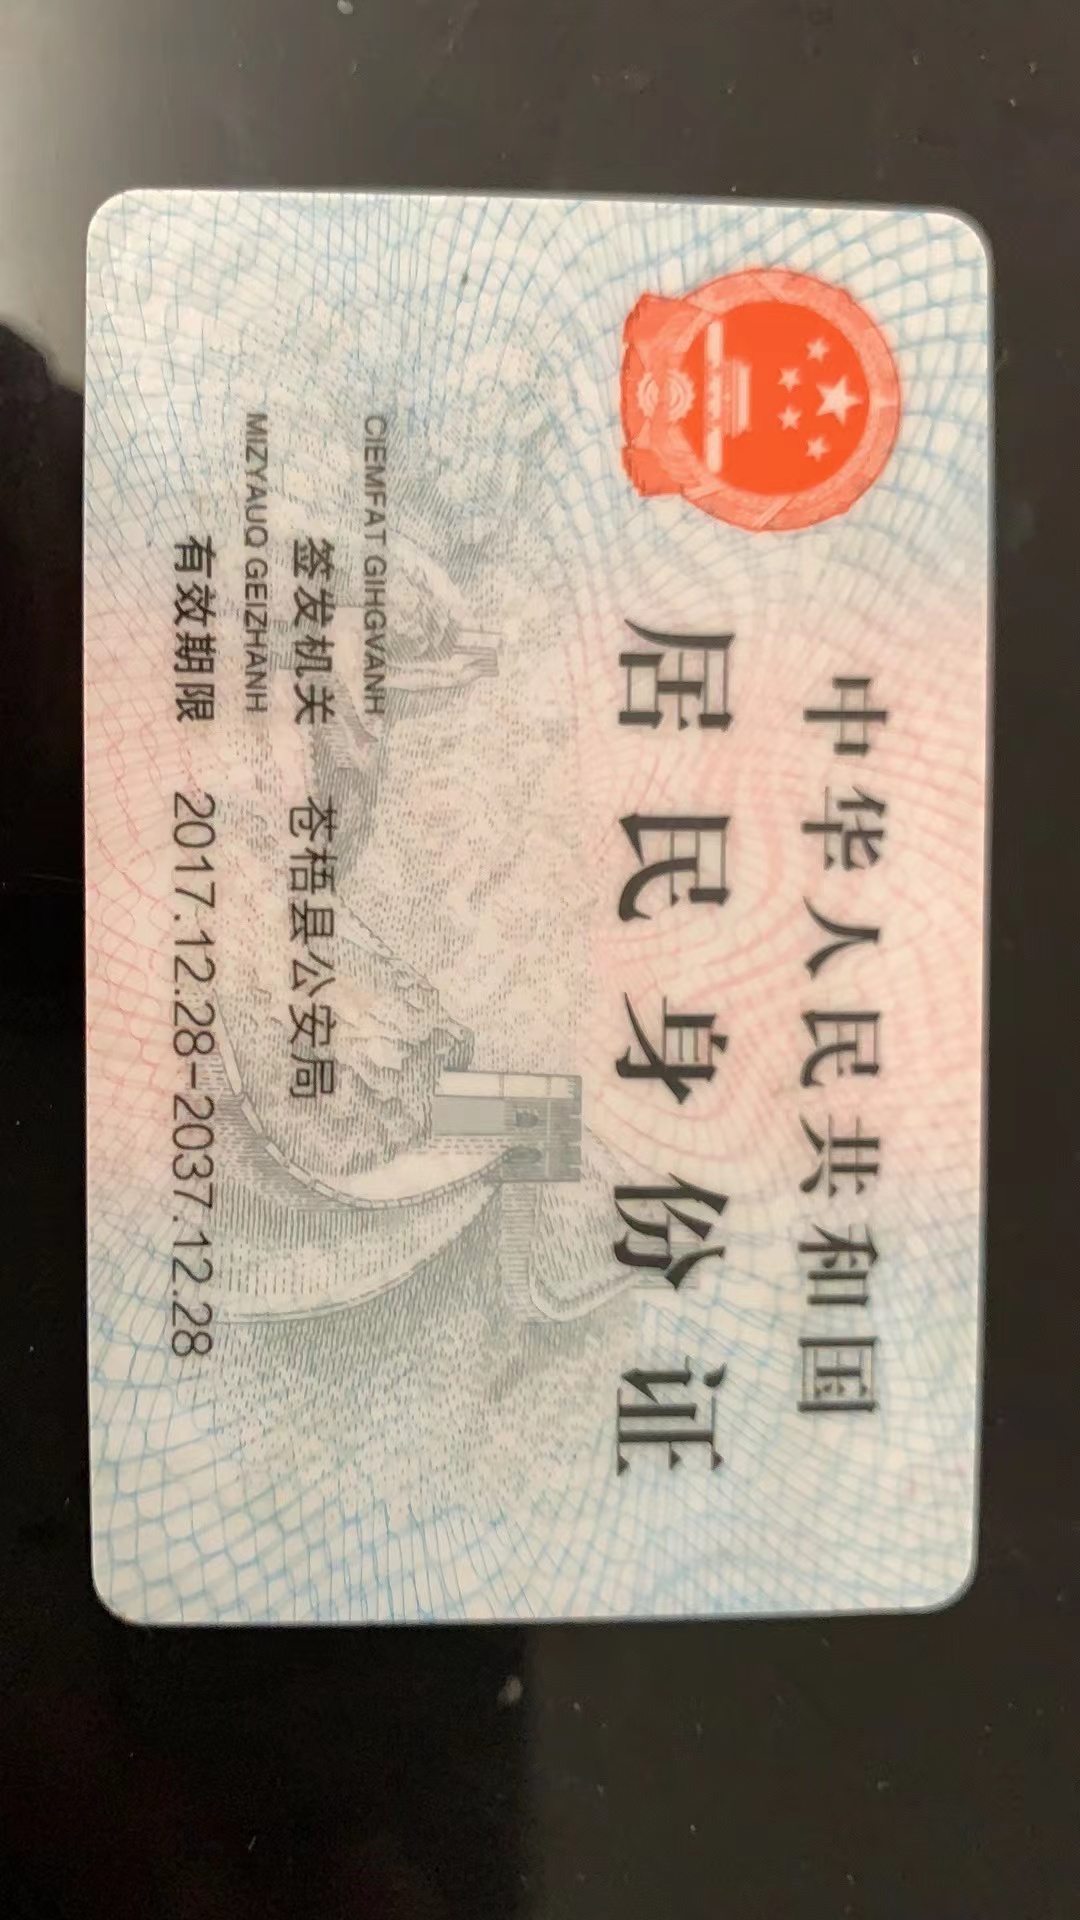 中华人民共和国
居民身份证
CIEMFAT GIHGVANH
签发机关 苍梧县公安局
MIZYAUQ GEIZHANH
有效期限 2017.12.28-2037.12.28